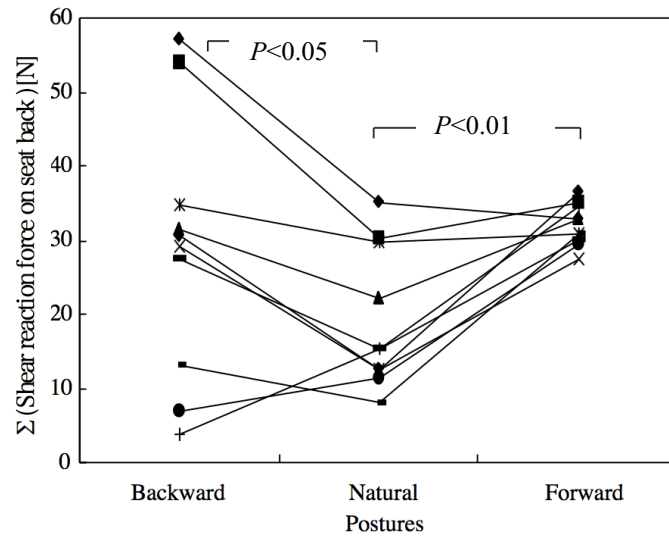 Σ (Shear reaction force on seat back ) [N]
60
50
40
30
20
10
0
P<0.05
P<0.01
Backward
Natural
Forward
Postures